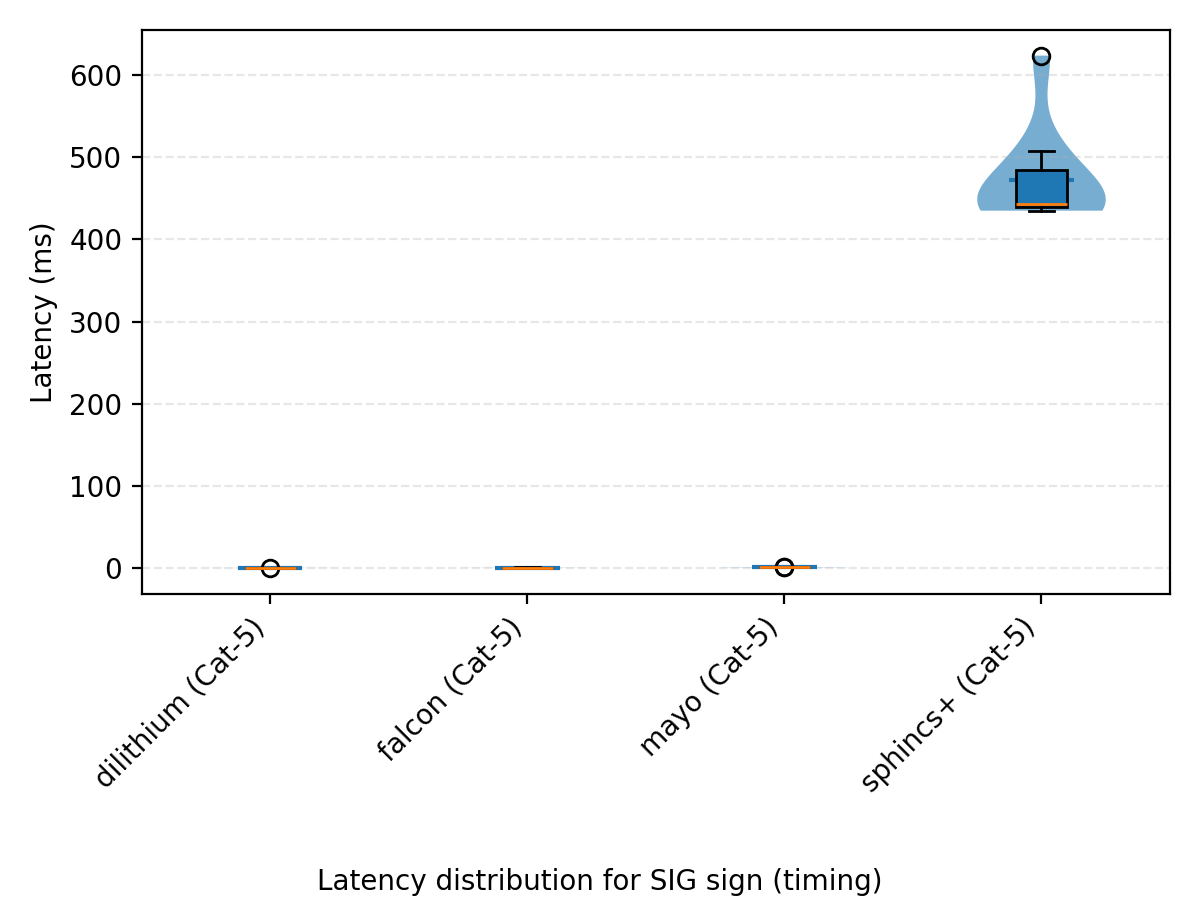 600
500
400
300
200
100
0
Latency (ms)
dilithium (Cat-5)
falcon (Cat-5)
mayo (Cat-5)
sphincs+ (Cat-5)
Latency distribution for SIG sign (timing)